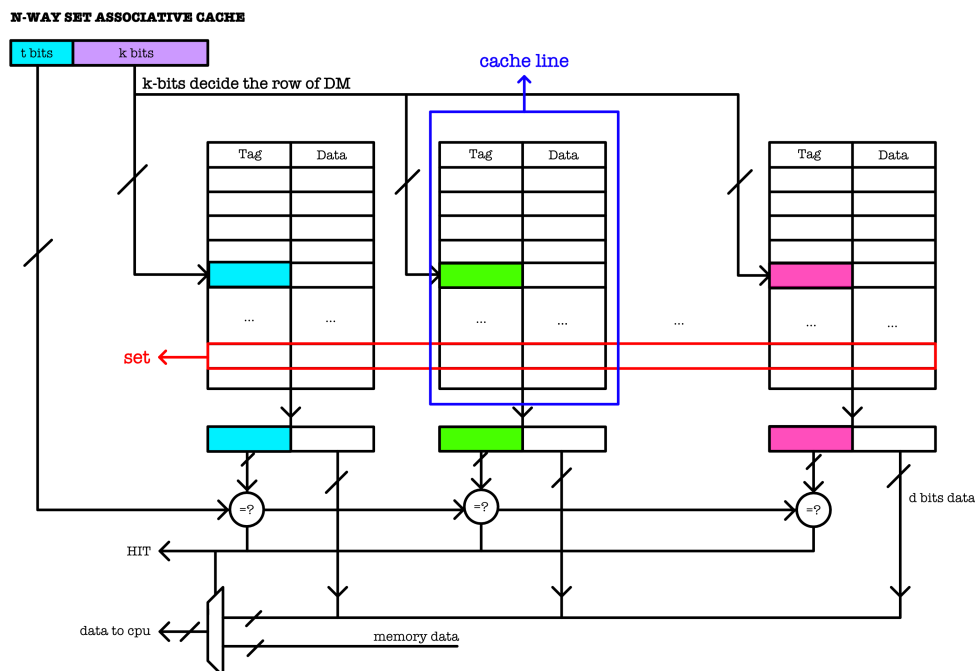 N-WAY SET ASSOCIATIVE CACHE
t bits
k bits
cache line
k-bits decide the row of DM
Tag
Data
Tag
Data
Tag
Data
...
...
...
...
...
...
...
set
d bits data
=?
=?
=?
HIT
data to cpu
memory data